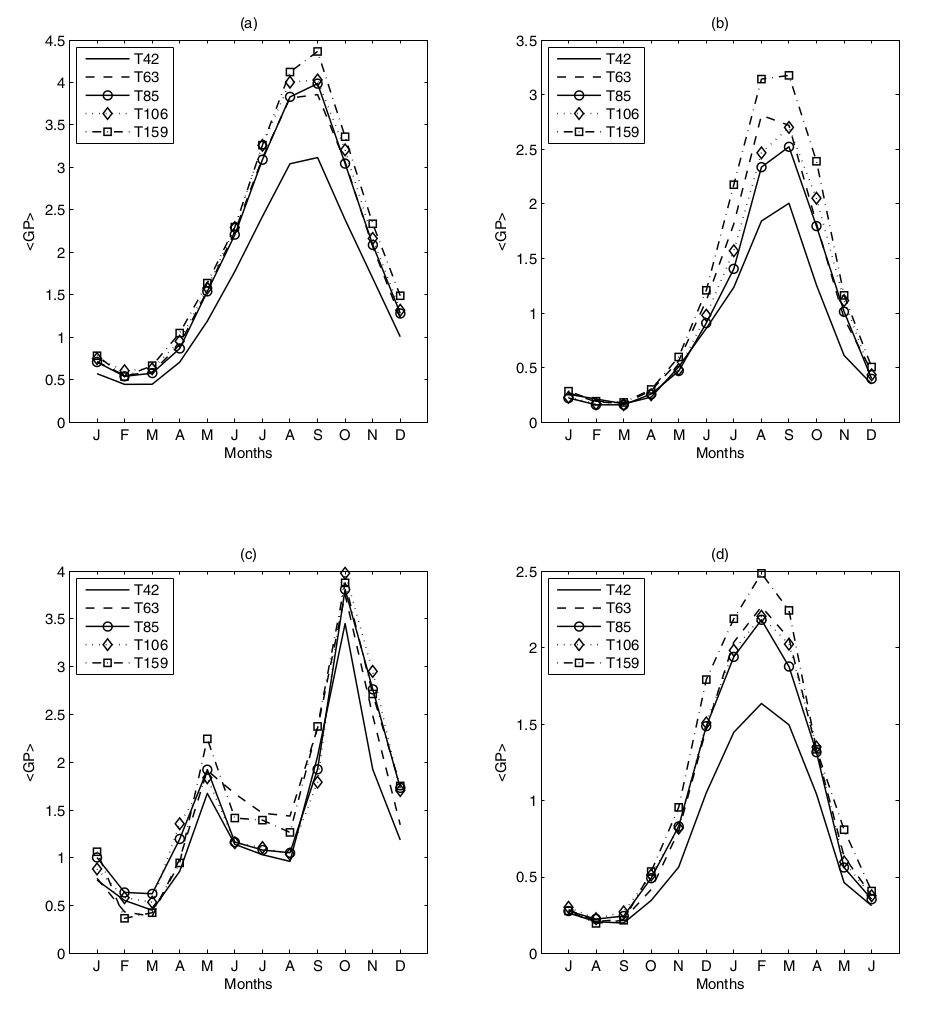 (a)
4.5
4
3.5
3
2.5
2
1.5
1
0.5
0
<GP>
T42
T63
T85
T106
T159
J F M A M J J A S O N D
Months
(b)
3.5
3
2.5
2
1.5
1
0.5
0
<GP>
T42
T63
T85
T106
T159
J F M A M J J A S O N D
Months
(c)
4
3.5
3
2.5
2
1.5
1
0.5
0
<GP>
T42
T63
T85
T106
T159
J F M A M J J A S O N D
Months
(d)
2.5
2
1.5
1
0.5
0
<GP>
T42
T63
T85
T106
T159
J A S O N D J F M A M J
Months